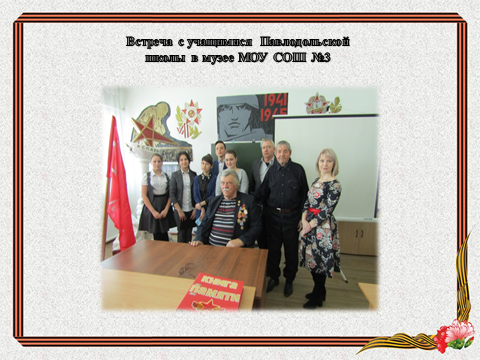 Встреча с учащимися Павлодольской
школы в музее МОУ СОШ №3
1941
1945
КНИГА
ПАМЯТИ